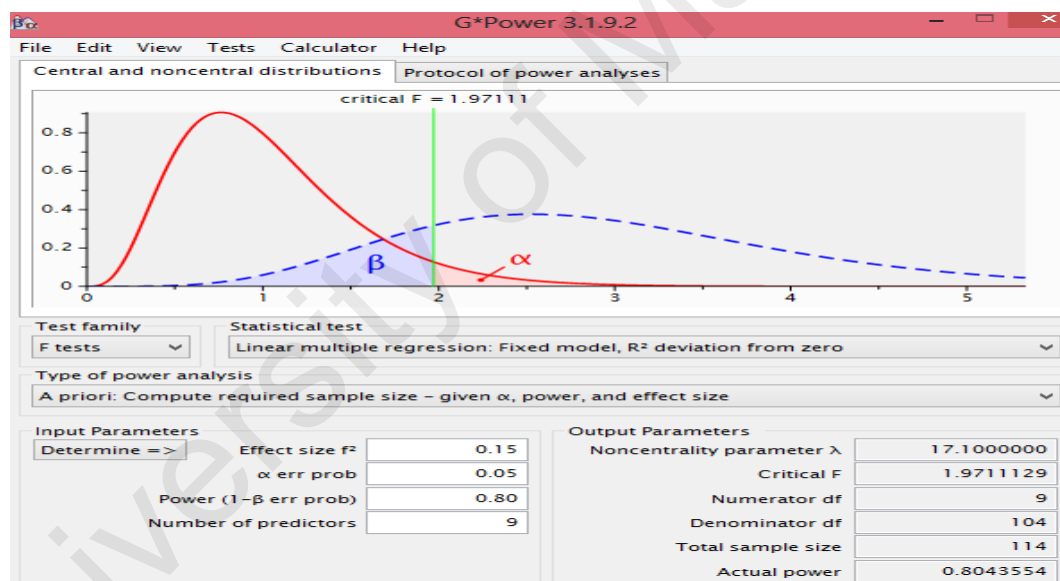 βα G*Power 3.1.9.2
File Edit View Tests Calculator Help
Central and noncentral distributions Protocol of power analyses
critical F = 1.97111
0.8
0.6
0.4
0.2
0
β
α
0 1 2 3 4 5
Test family Statistical test
F tests Linear multiple regression: Fixed model, R² deviation from zero
Type of power analysis
A priori: Compute required sample size – given α, power, and effect size
Input Parameters Output Parameters
Determine => Effect size f² 0.15 Noncentrality parameter λ 17.1000000
α err prob 0.05 Critical F 1.9711129
Power (1-β err prob) 0.80 Numerator df 9
Number of predictors 9 Denominator df 104
Total sample size 114
Actual power 0.8043554
iversity of M